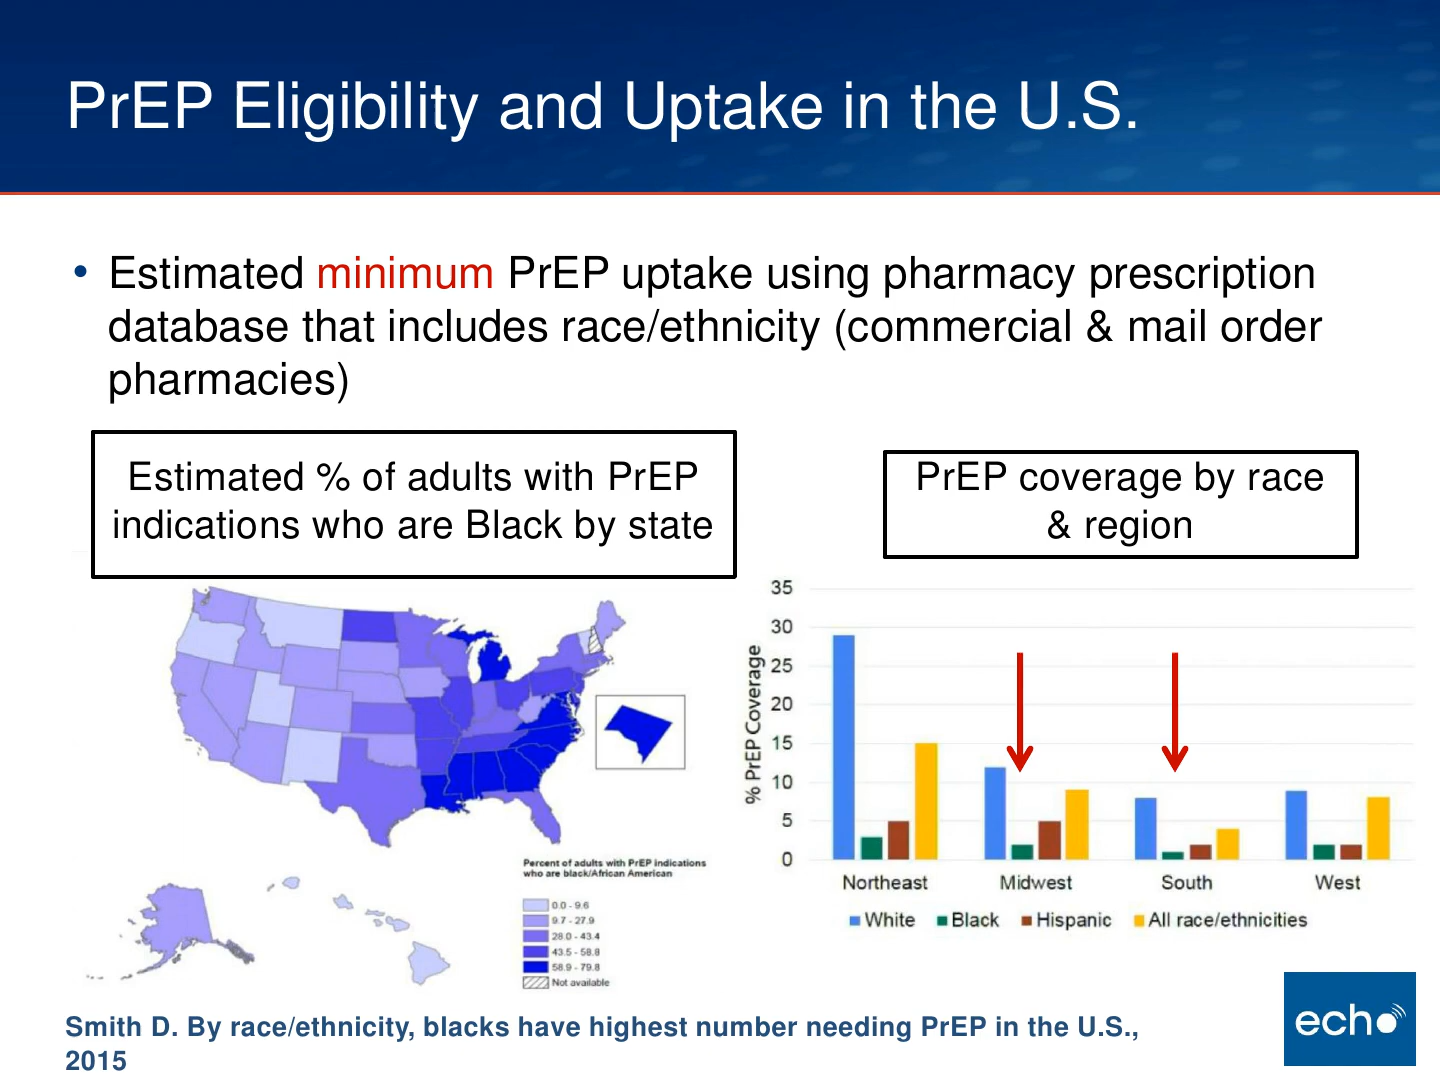 PrEP Eligibility and Uptake in the U.S.
• Estimated minimum PrEP uptake using pharmacy prescription
database that includes race/ethnicity (commercial & mail order
pharmacies)
Estimated % of adults with PrEP
indications who are Black by state
PrEP coverage by race
& region
Percent of adults with PrEP indications
who are black/African American
0.0 - 9.6
9.7 - 27.9
28.0 - 43.4
43.5 - 58.8
58.9 - 79.8
Not available
% PrEP Coverage
35
30
25
20
15
10
5
0
Northeast Midwest South West
White Black Hispanic All race/ethnicities
Smith D. By race/ethnicity, blacks have highest number needing PrEP in the U.S.,
2015
echo